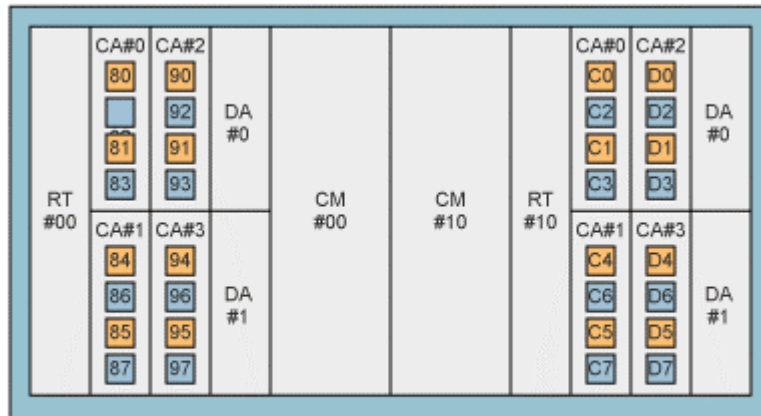 CA#0 CA#2
80 90
92
81 91
83 93
DA
#0
RT
#00
CA#1 CA#3
84 94
86 96
85 95
87 97
DA
#1
CM
#00
CM
#10
RT
#10
CA#0 CA#2
C0 D0
C2 D2
C1 D1
C3 D3
DA
#0
CA#1 CA#3
C4 D4
C6 D6
C5 D5
C7 D7
DA
#1